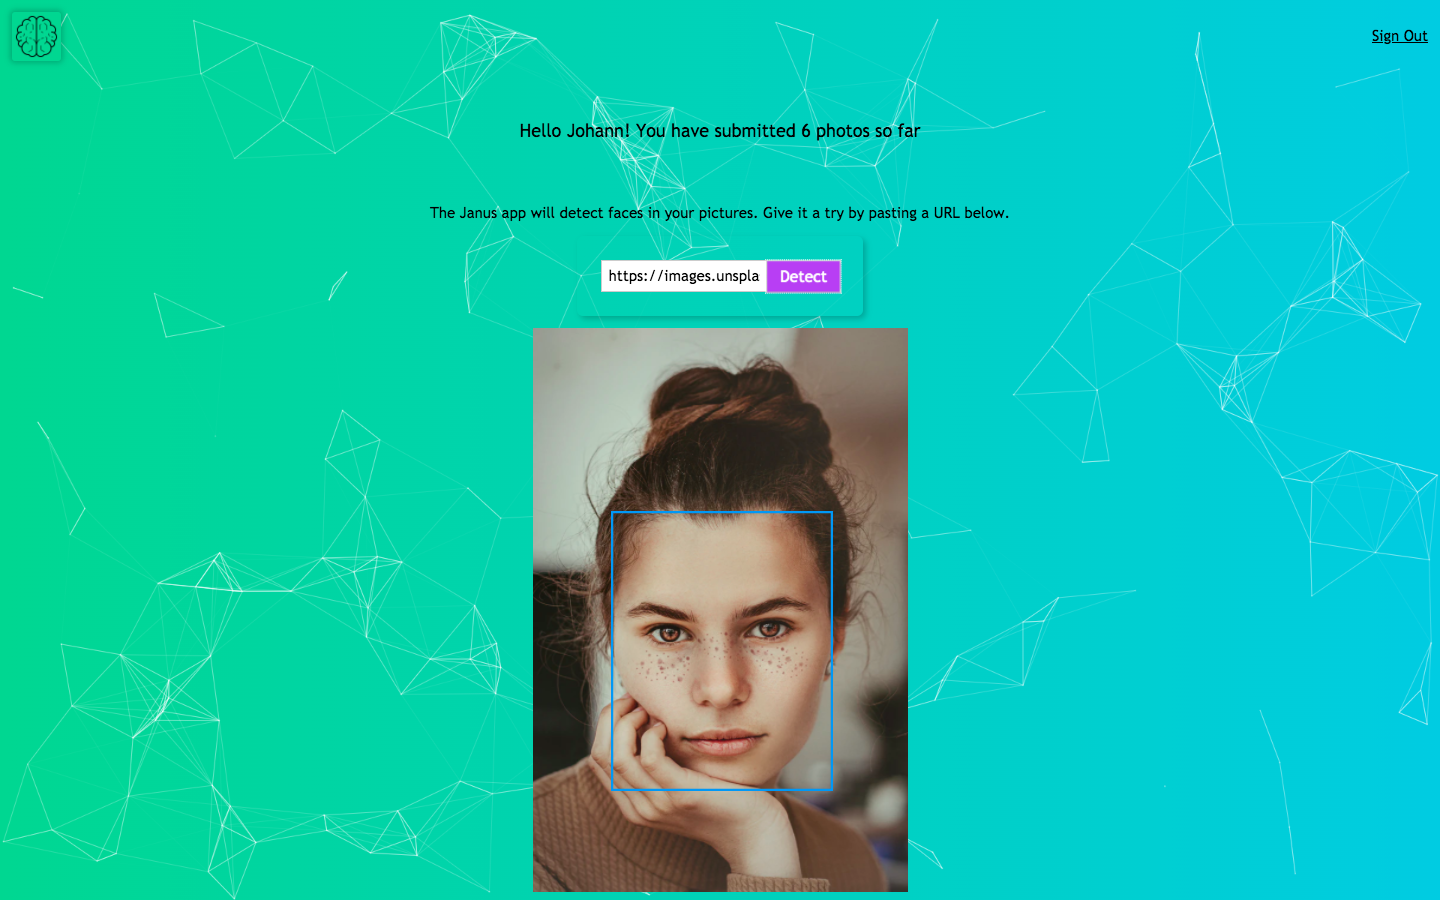 Sign Out
Hello Johann! You have submitted 6 photos so far
The Janus app will detect faces in your pictures. Give it a try by pasting a URL below.
https://images.unspla Detect